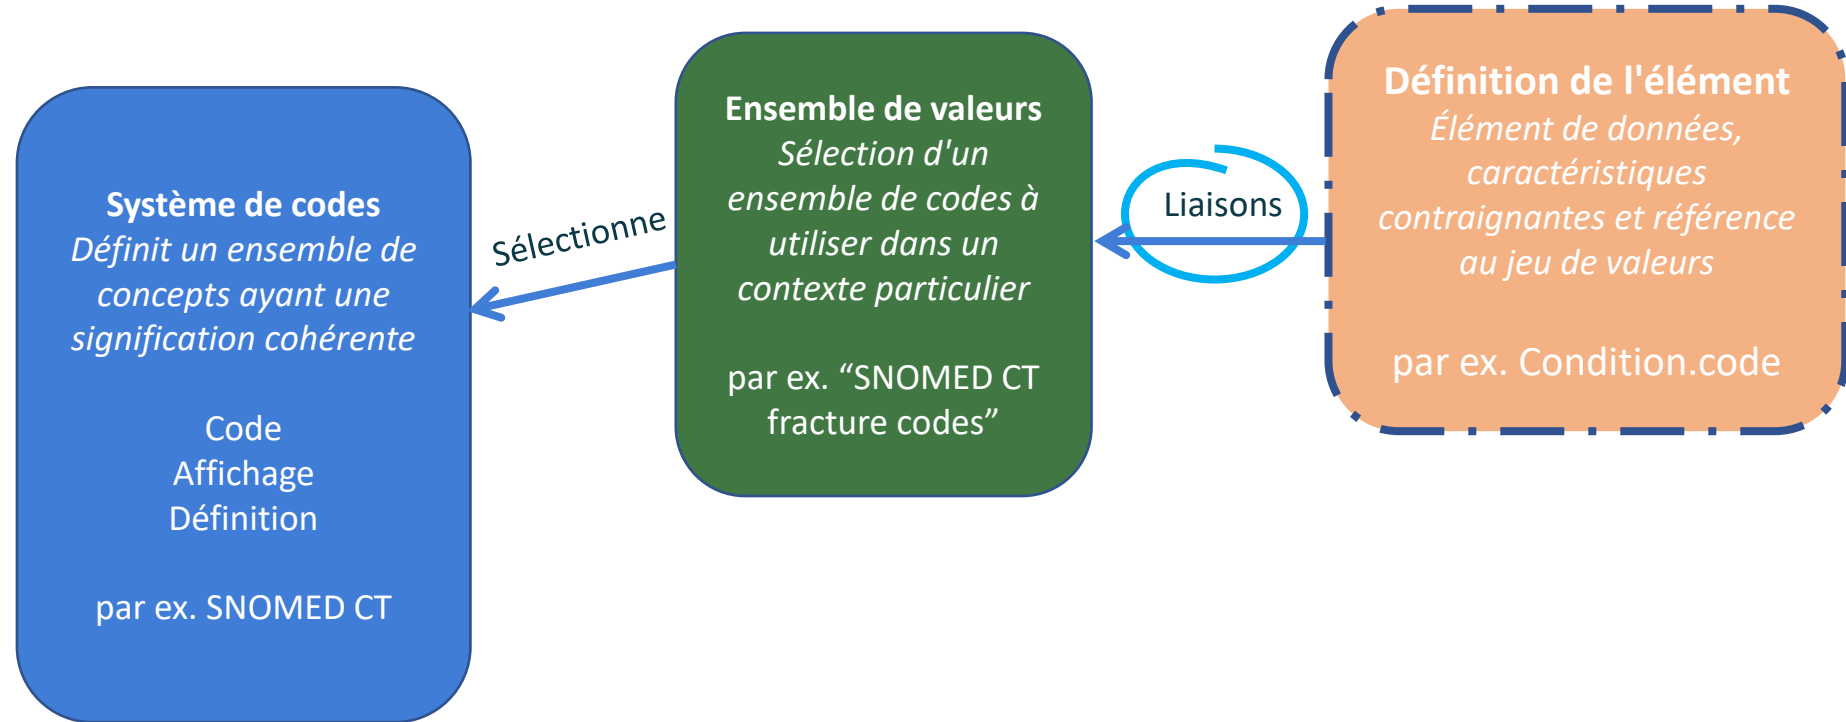 Système de codes
Définit un ensemble de
concepts ayant une
signification cohérente
Code
Affichage
Définition
par ex. SNOMED CT
Sélectionne
Ensemble de valeurs
Sélection d'un
ensemble de codes à
utiliser dans un
contexte particulier
par ex. “SNOMED CT
fracture codes”
Liaisons
Définition de l'élément
Élément de données,
caractéristiques
contraignantes et référence
au jeu de valeurs
par ex. Condition.code